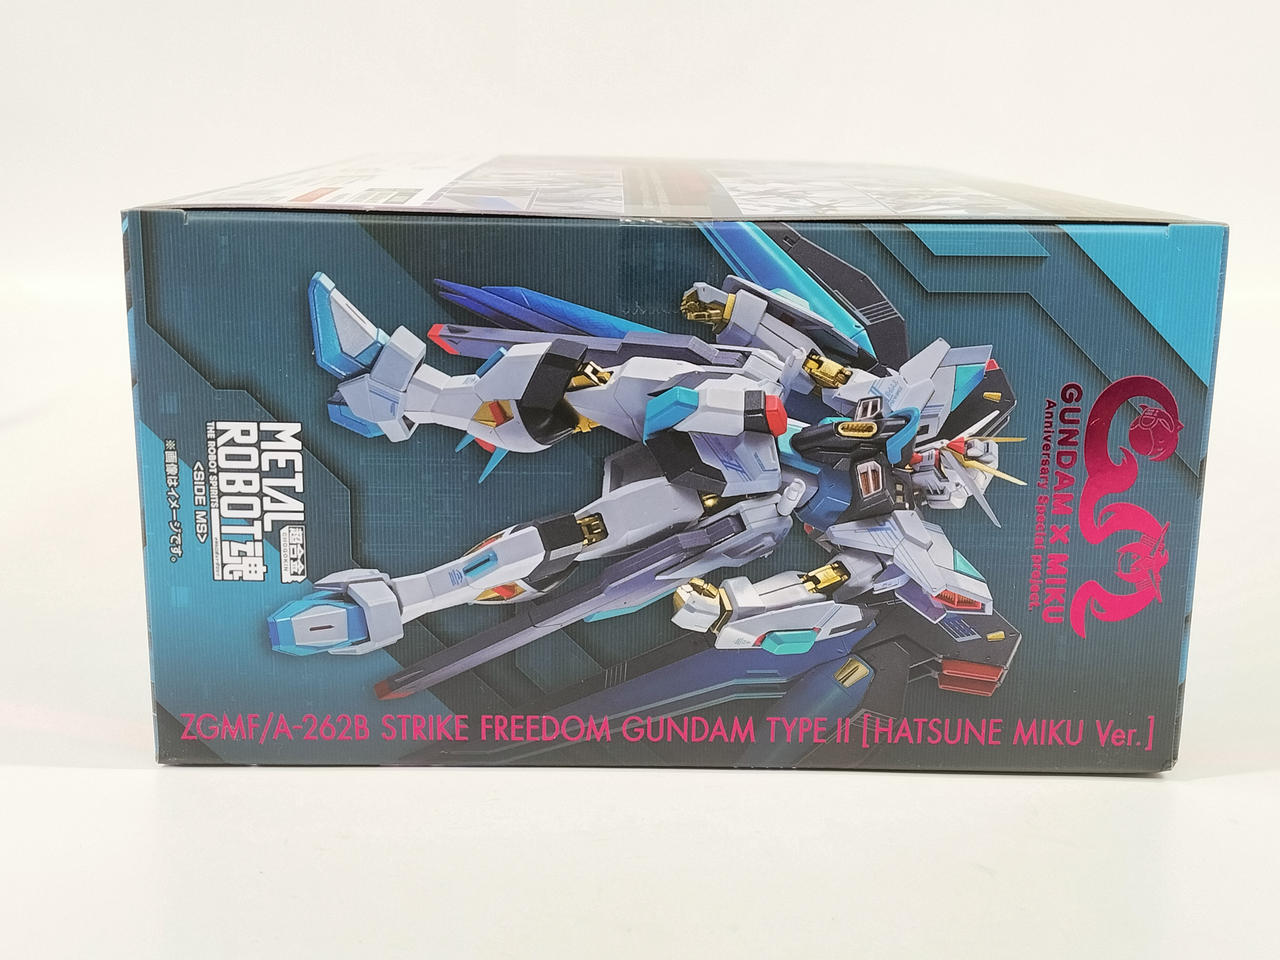 GUNDAM X MIKU
Anniversary Special project.
METAL
ROBOT魂
THE ROBOT SPIRITS
<SIDE MS>
超合金
CHOGOKIN
※画像はイメージです。
ZGMF/A-262B STRIKE FREEDOM GUNDAM TYPE II [HATSUNE MIKU Ver.]